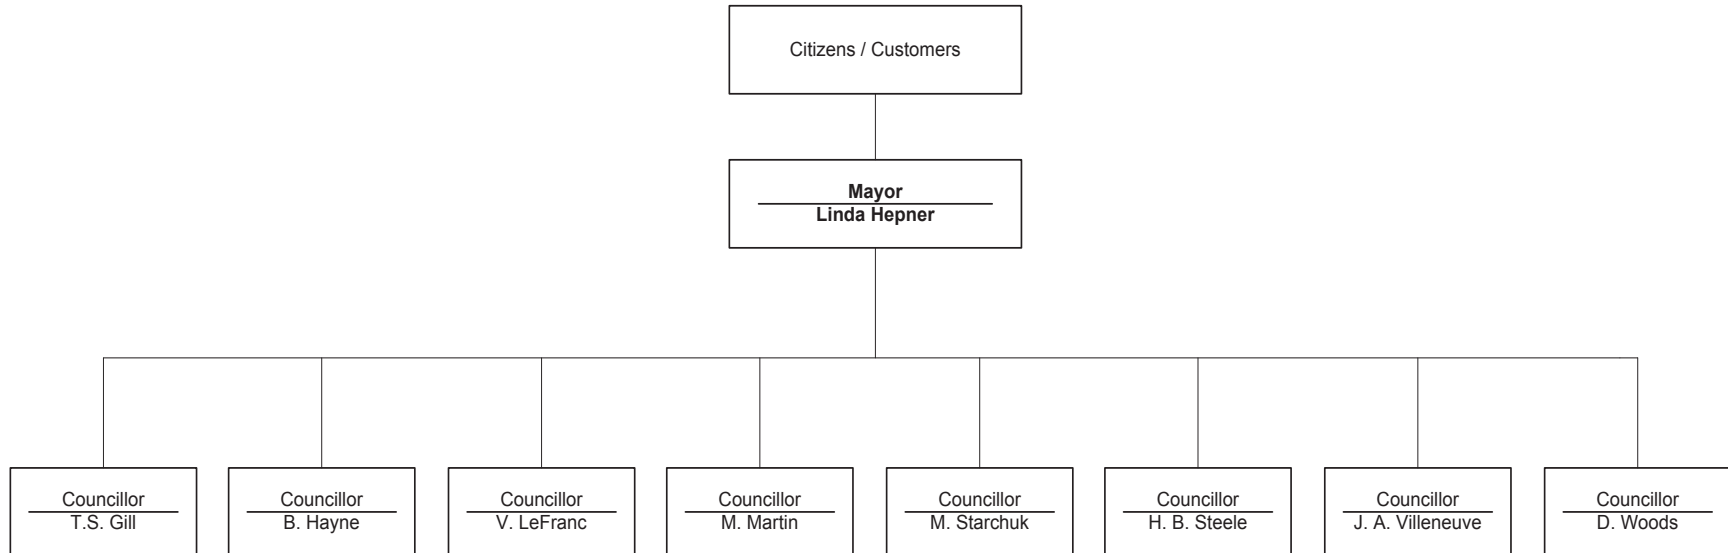 Citizens / Customers
Mayor
Linda Hepner
Councillor
T.S. Gill
Councillor
B. Hayne
Councillor
V. LeFranc
Councillor
M. Martin
Councillor
M. Starchuk
Councillor
H. B. Steele
Councillor
J. A. Villeneuve
Councillor
D. Woods